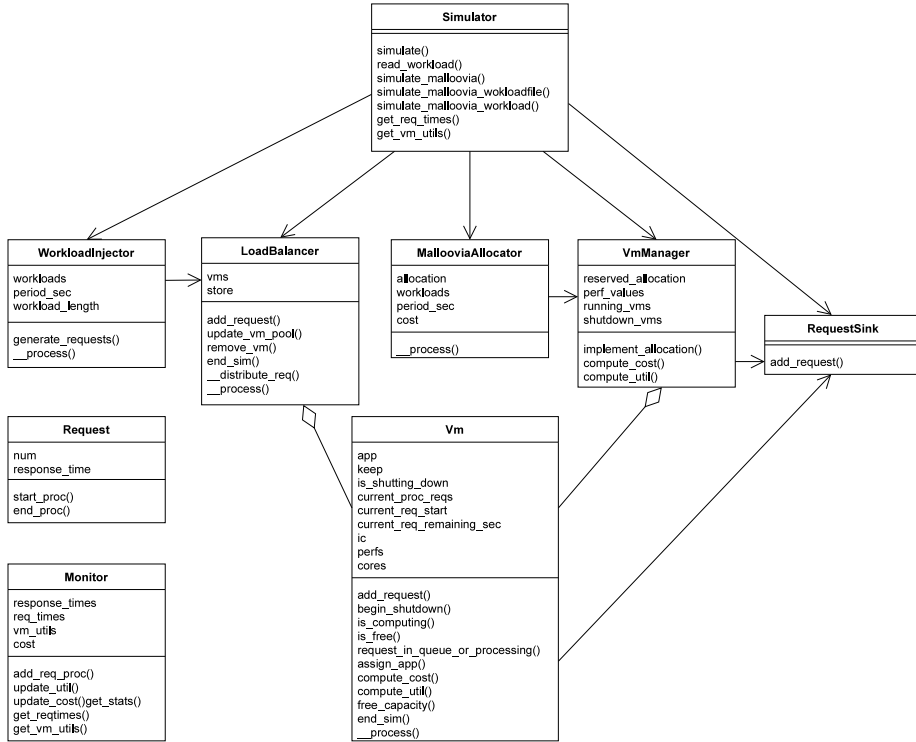 Simulator
simulate()
read_workload()
simulate_malloovia()
simulate_malloovia_wokloadfile()
simulate_malloovia_workload()
get_req_times()
get_vm_utils()
WorkloadInjector
workloads
period_sec
workload_length
generate_requests()
__process()
LoadBalancer
vms
store
add_request()
update_vm_pool()
remove_vm()
end_sim()
__distribute_req()
__process()
MallooviaAllocator
allocation
workloads
period_sec
cost
__process()
VmManager
reserved_allocation
perf_values
running_vms
shutdown_vms
implement_allocation()
compute_cost()
compute_util()
RequestSink
add_request()
Request
num
response_time
start_proc()
end_proc()
Vm
app
keep
is_shutting_down
current_proc_reqs
current_req_start
current_req_remaining_sec
ic
perfs
cores
add_request()
begin_shutdown()
is_computing()
is_free()
request_in_queue_or_processing()
assign_app()
compute_cost()
compute_util()
free_capacity()
end_sim()
__process()
Monitor
response_times
req_times
vm_utils
cost
add_req_proc()
update_util()
update_cost()get_stats()
get_reqtimes()
get_vm_utils()